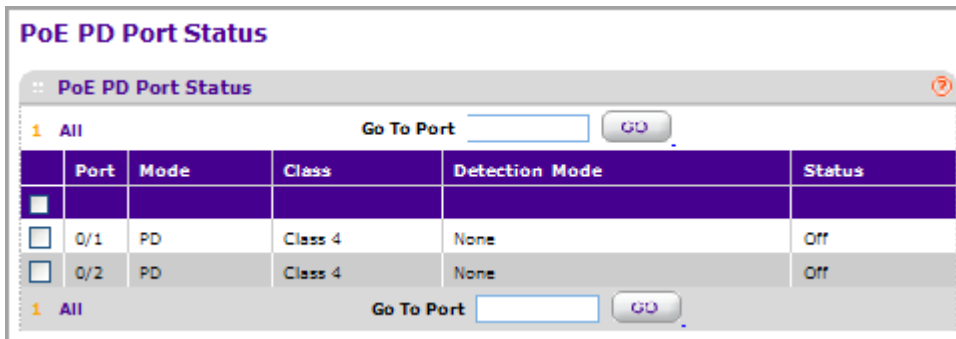 PoE PD Port Status
PoE PD Port Status
1 All Go To Port GO
Port Mode Class Detection Mode Status
0/1 PD Class 4 None Off
0/2 PD Class 4 None Off
1 All Go To Port GO